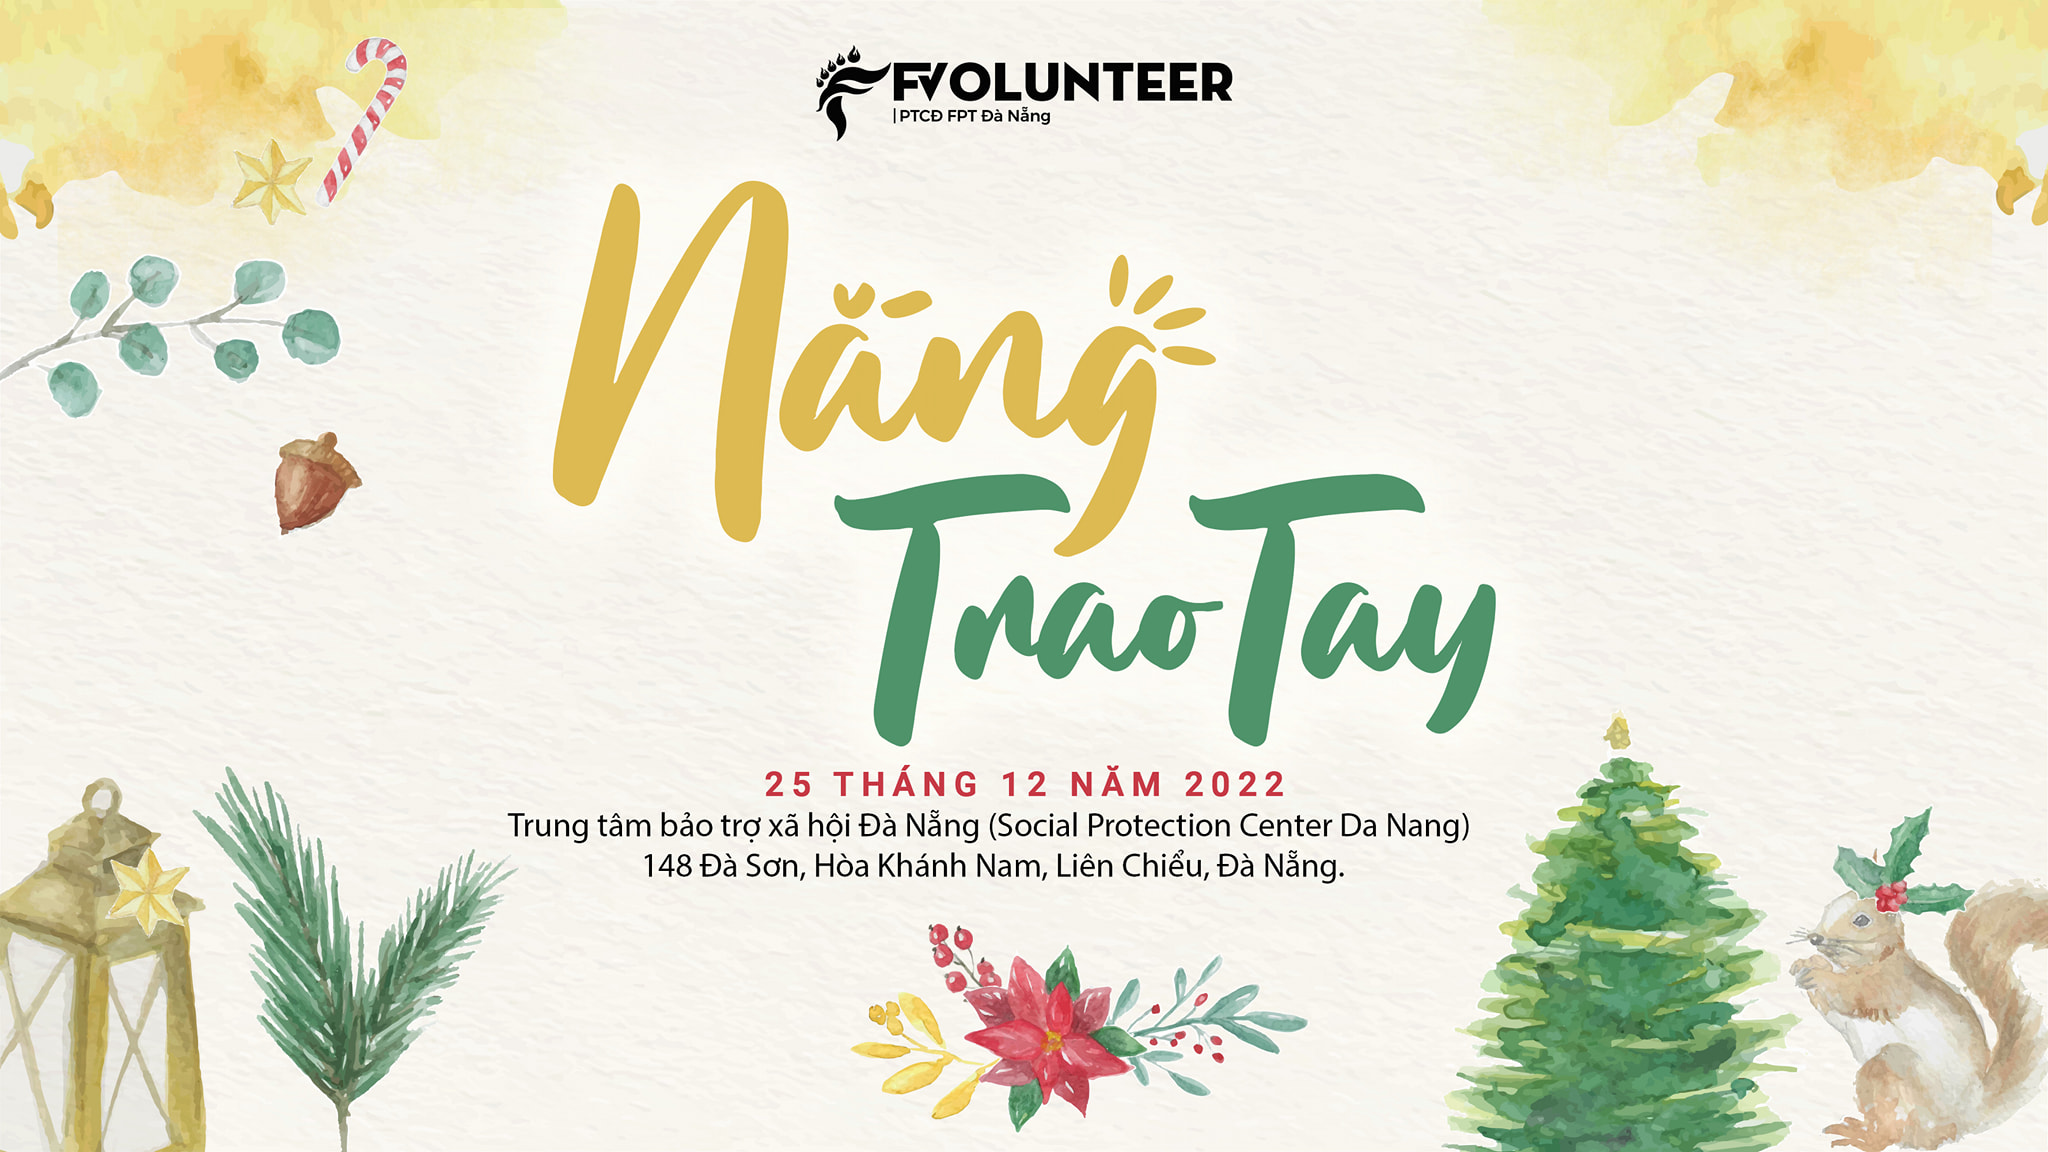 FVOLUNTEER
|PTCĐ FPT Đà Nẵng
Nắng
Trao Tay
25 THÁNG 12 NĂM 2022
Trung tâm bảo trợ xã hội Đà Nẵng (Social Protection Center Da Nang)
148 Đà Sơn, Hòa Khánh Nam, Liên Chiểu, Đà Nẵng.